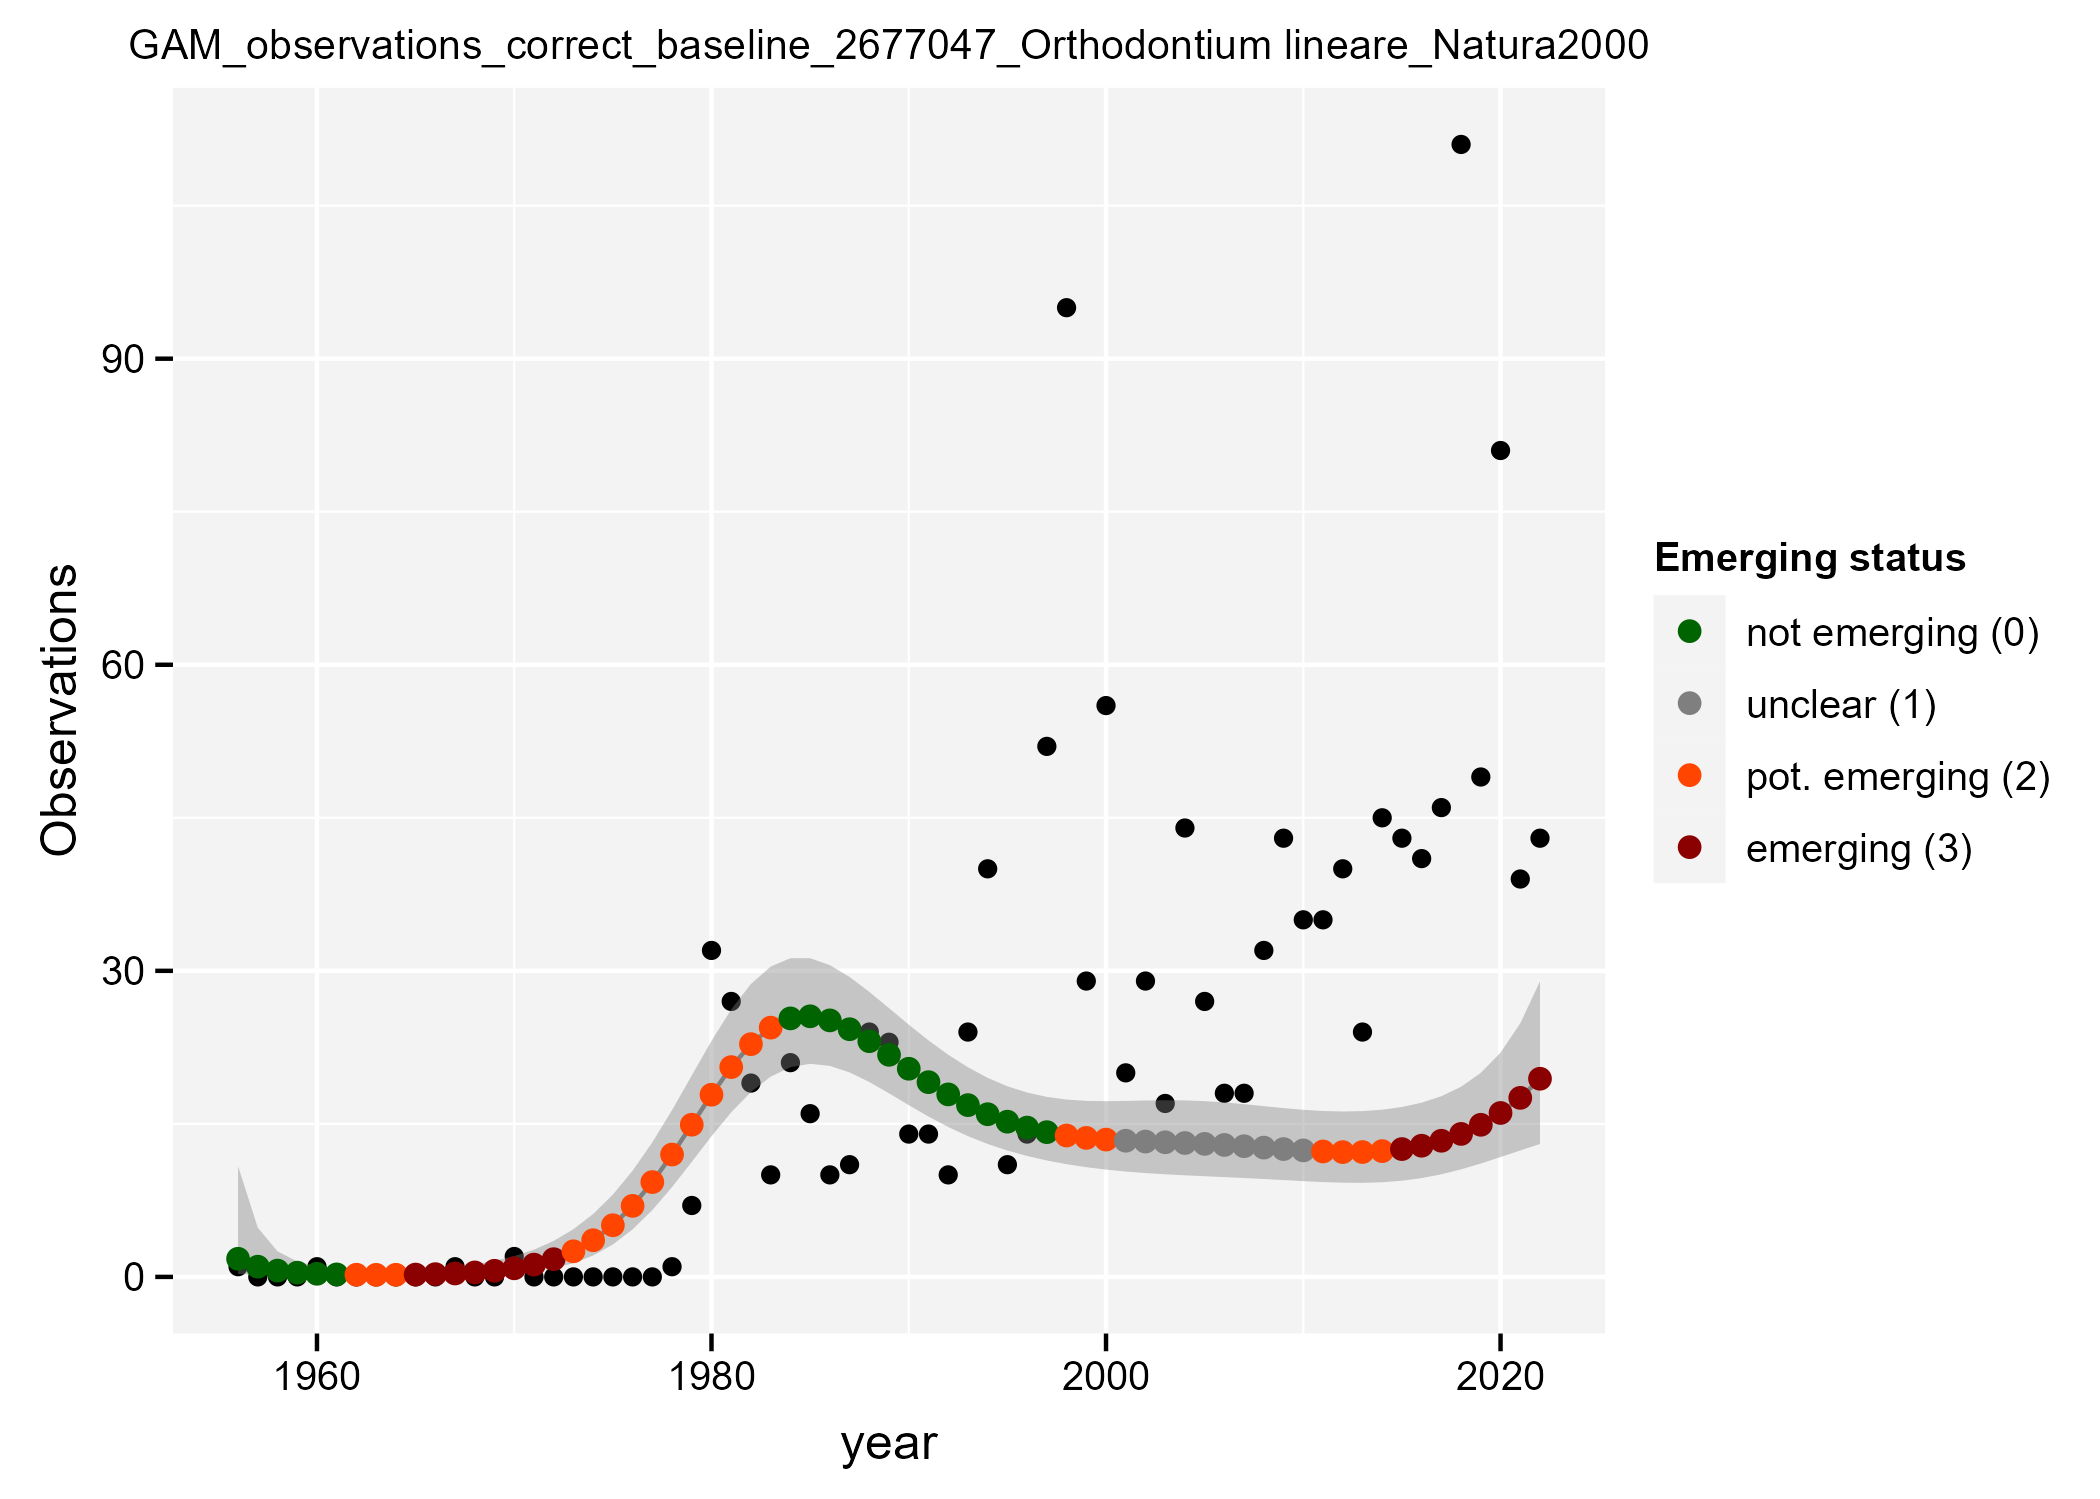 GAM_observations_correct_baseline_2677047_Orthodontium lineare_Natura2000
Observations
90
60
30
0
1960 1980 2000 2020
year
Emerging status
not emerging (0)
unclear (1)
pot. emerging (2)
emerging (3)